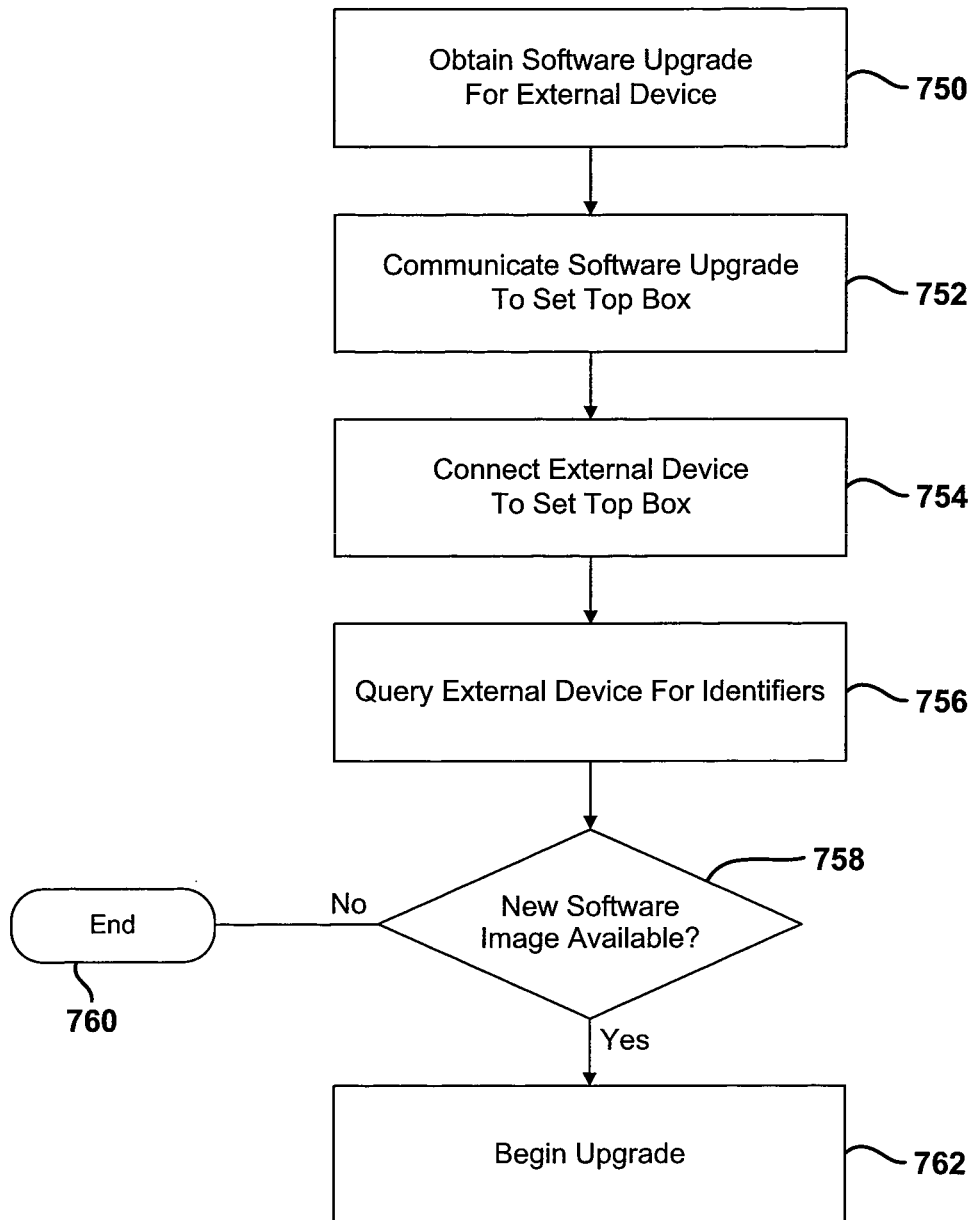 Obtain Software Upgrade
For External Device
750
Communicate Software Upgrade
To Set Top Box
752
Connect External Device
To Set Top Box
754
Query External Device For Identifiers
756
758
New Software
Image Available?
No
End
760
Yes
Begin Upgrade
762